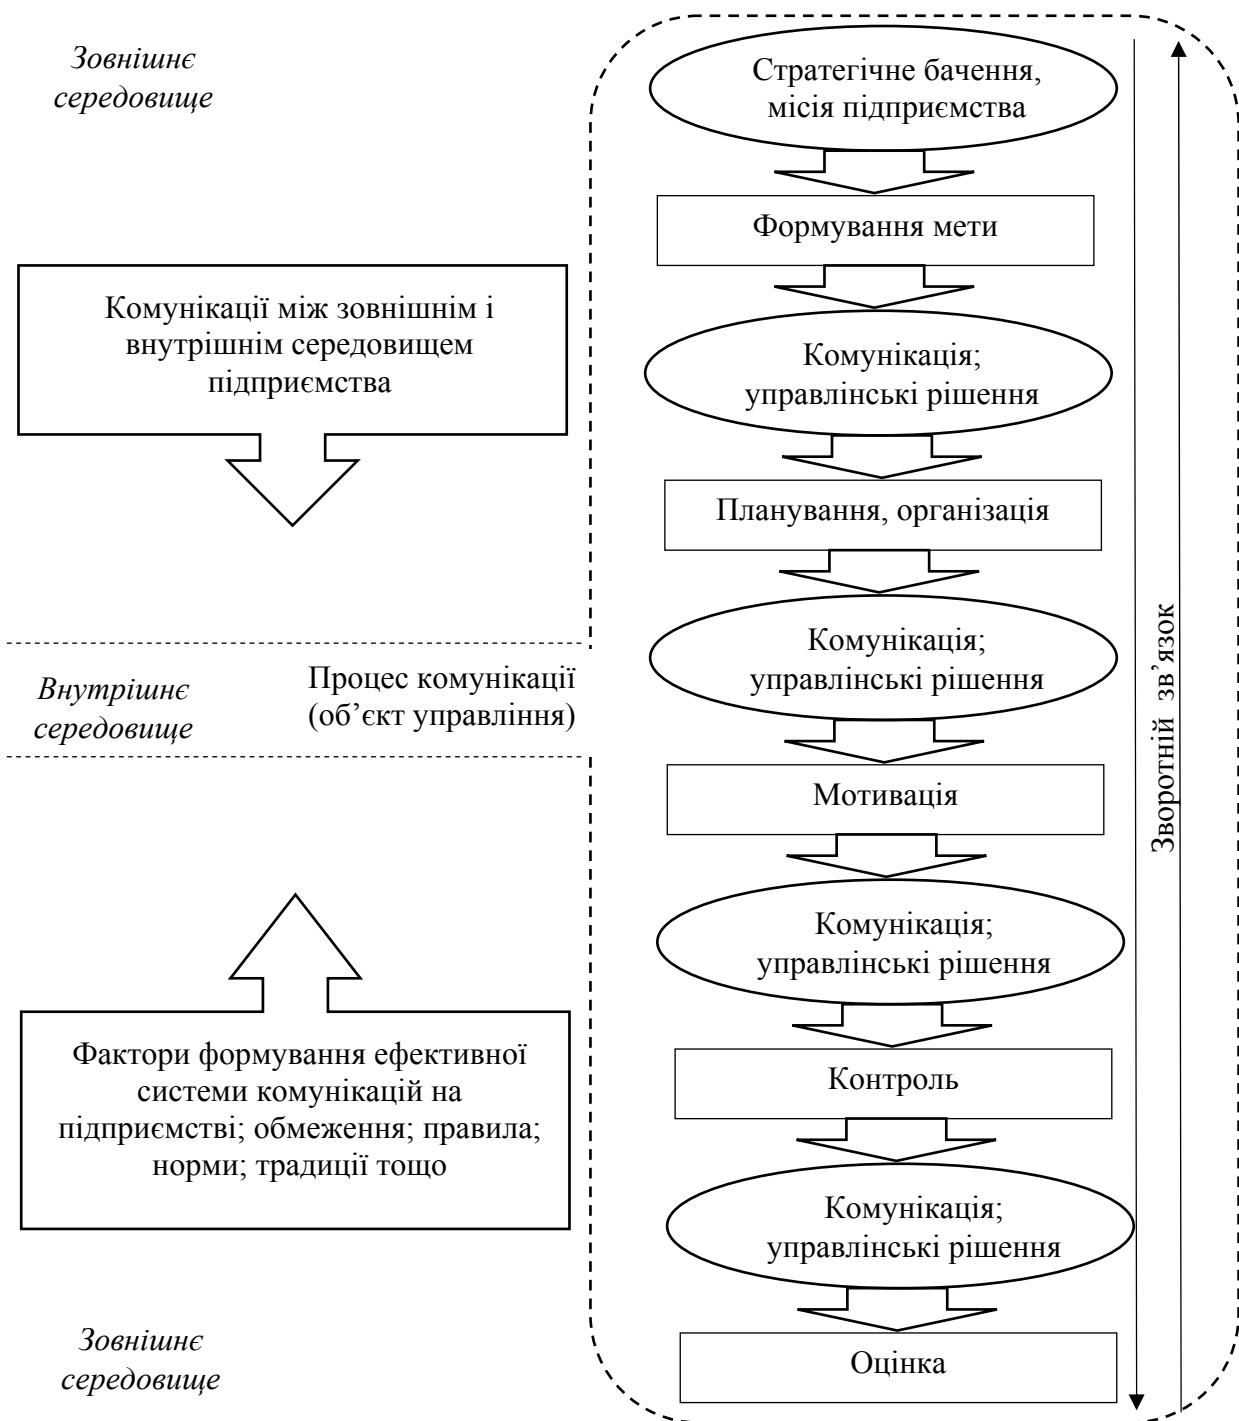 Зовнішнє
середовище
Комунікації між зовнішнім і
внутрішнім середовищем
підприємства
Внутрішнє
середовище
Процес комунікації
(об’єкт управління)
Фактори формування ефективної
системи комунікацій на
підприємстві; обмеження; правила;
норми; традиції тощо
Зовнішнє
середовище
Стратегічне бачення,
місія підприємства
Формування мети
Комунікація;
управлінські рішення
Планування, організація
Комунікація;
управлінські рішення
Мотивація
Комунікація;
управлінські рішення
Контроль
Комунікація;
управлінські рішення
Оцінка
Зворотній зв’язок